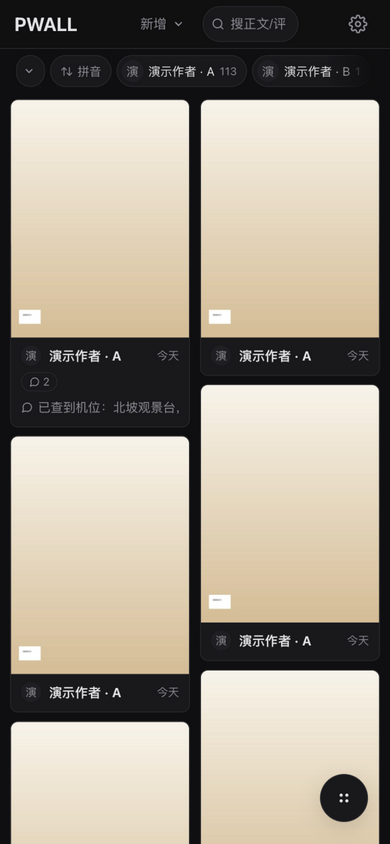 PWALL
新增
搜正文/评
拼音
演 演示作者 · A 113
演 演示作者 · B
演 演示作者 · A 今天
2
已查到机位：北坡观景台,
演 演示作者 · A 今天
演 演示作者 · A 今天
演 演示作者 · A 今天